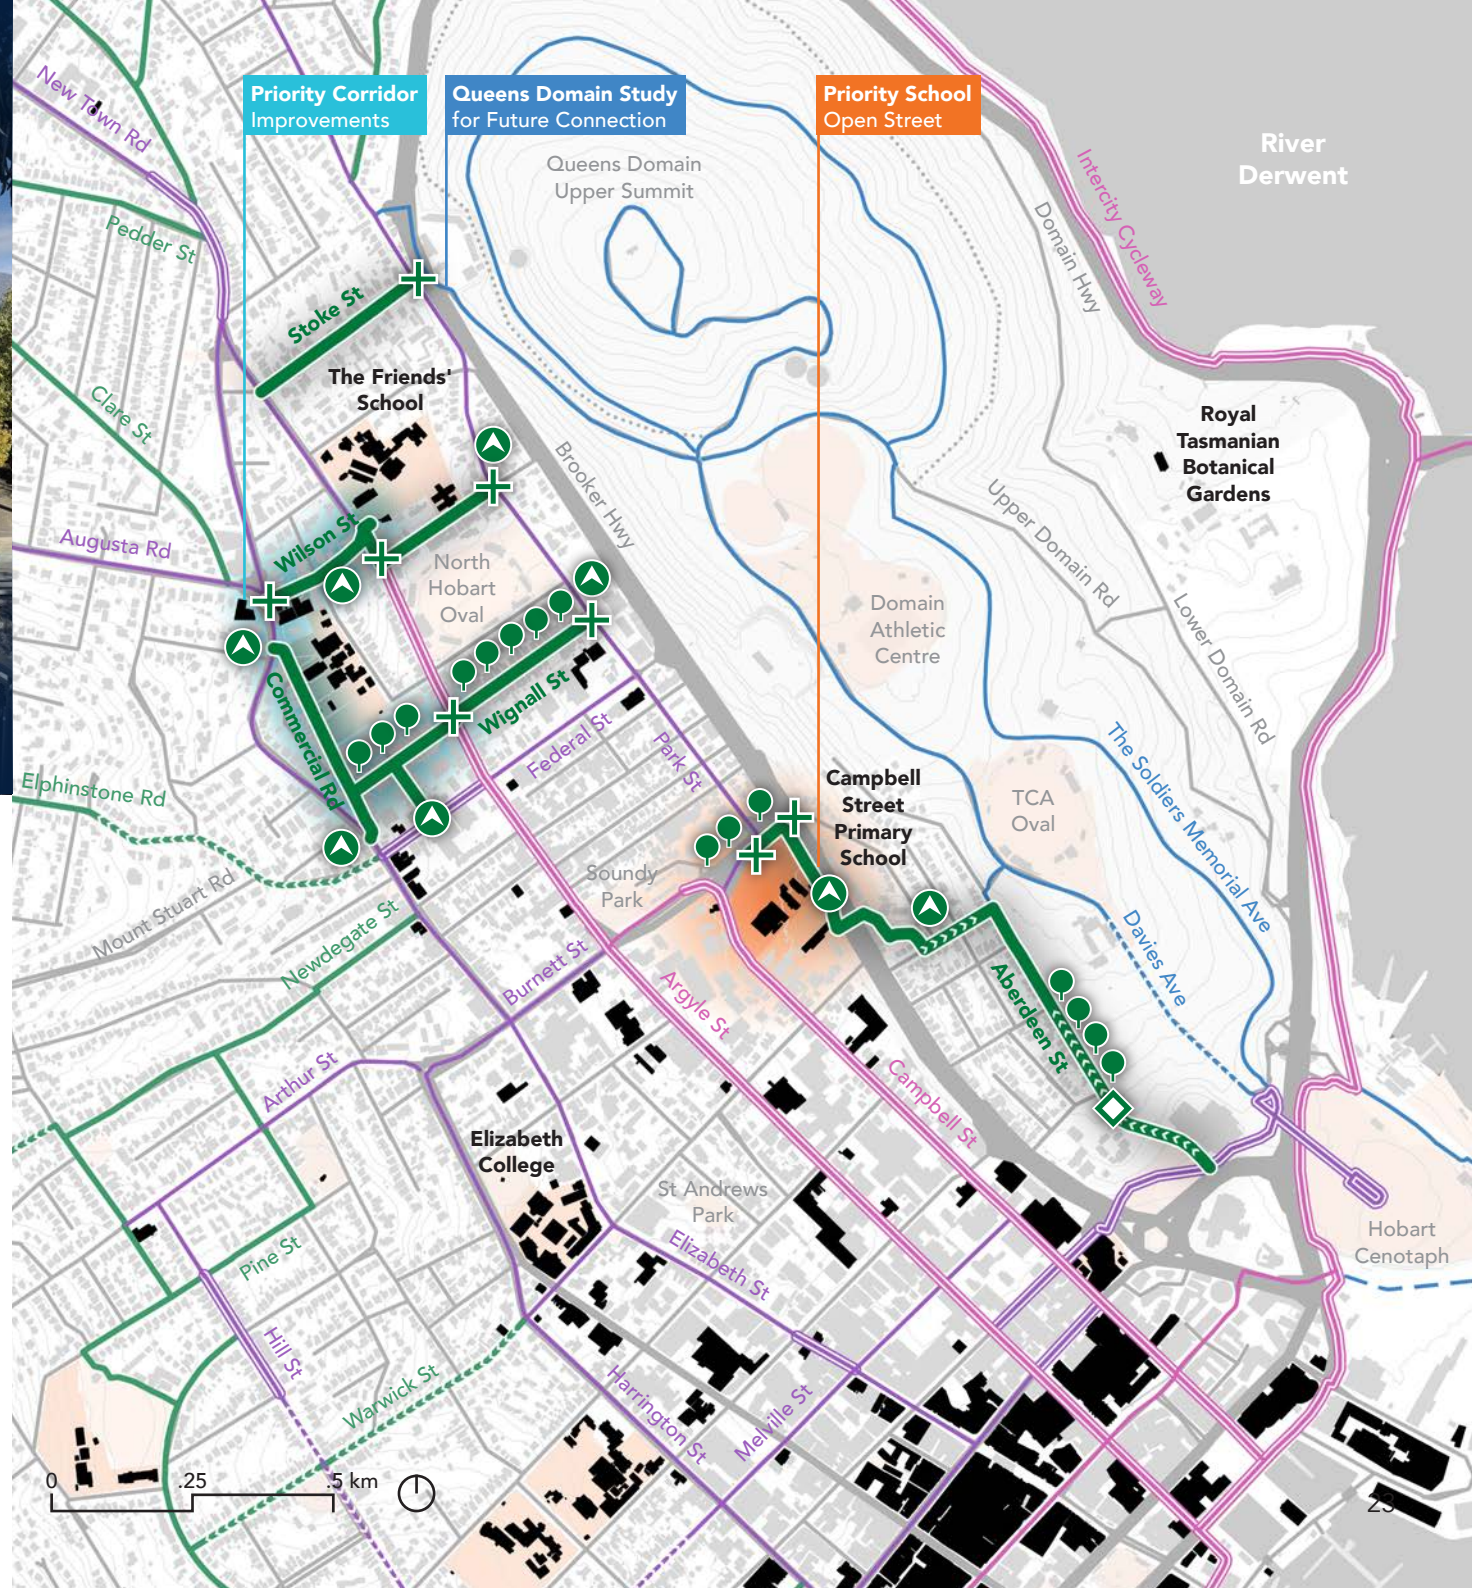 Priority Corridor
Improvements
Queens Domain Study
for Future Connection
Priority School
Open Street
River
Derwent
New Town Rd
Queens Domain
Upper Summit
Intercity Cycleway
Domain Hwy
Pedder St
Stoke St
The Friends'
School
Clare St
Royal
Tasmanian
Botanical
Gardens
Brooker Hwy
Upper Domain Rd
Augusta Rd
Wilson St
North
Hobart
Oval
Domain
Athletic
Centre
Lower Domain Rd
Commercial Rd
Wignall St
Federal St
Park St
The Soldiers Memorial Ave
Elphinstone Rd
Campbell
Street
Primary
School
TCA
Oval
Soundy
Park
Mount Stuart Rd
Newdegate St
Burnett St
Argyle St
Davies Ave
Aberdeen St
Arthur St
Campbell St
Elizabeth
College
St Andrews
Park
Elizabeth St
Hobart
Cenotaph
Pine St
Hill St
Warwick St
Harrington St
Melville St
0 .25 .5 km
23